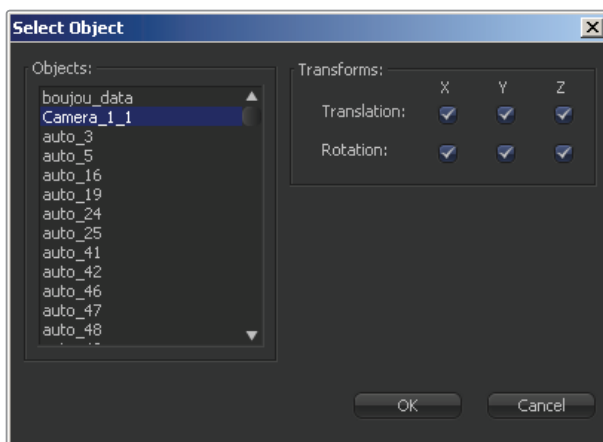 Select Object
Objects:
boujou_data
Camera_1_1
auto_3
auto_5
auto_16
auto_19
auto_24
auto_25
auto_41
auto_42
auto_46
auto_47
auto_48
Transforms:
X Y Z
Translation:
Rotation:
OK Cancel